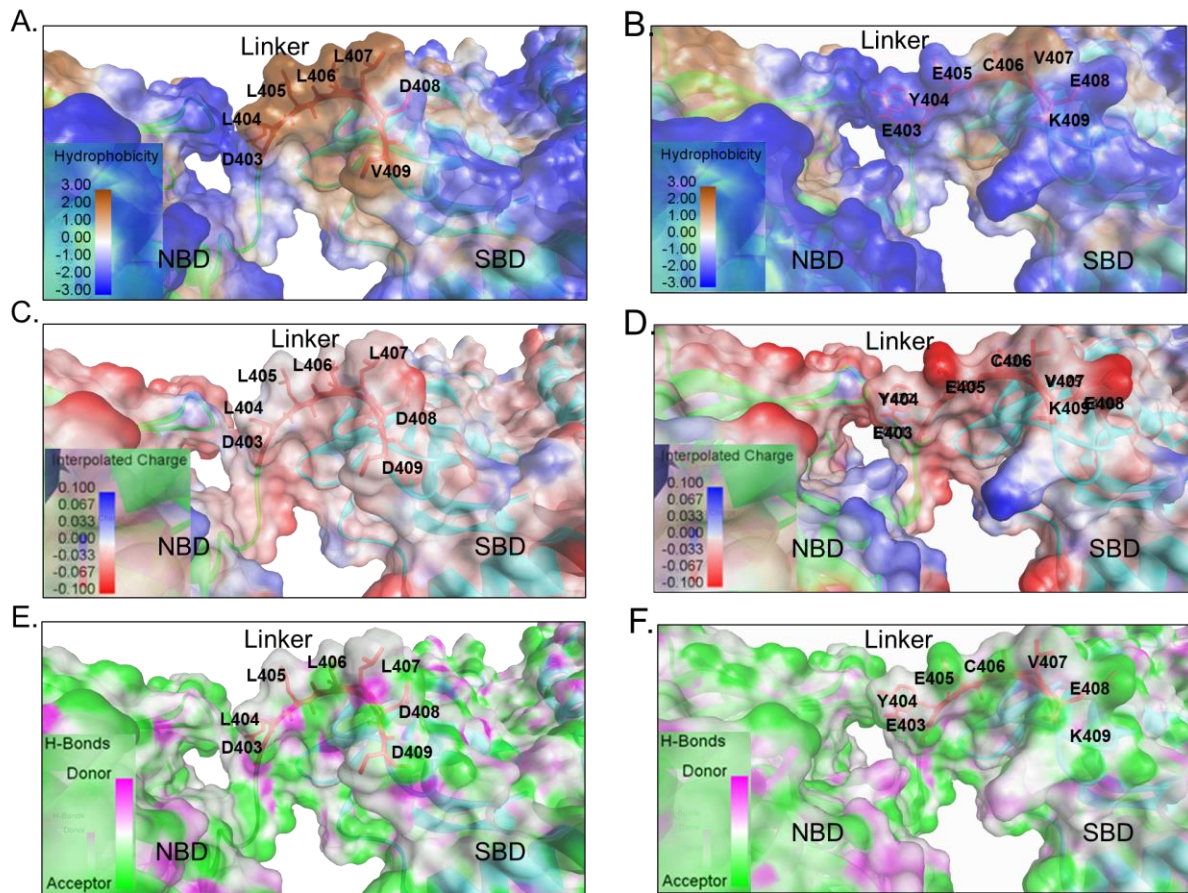 A.
Linker
L407
L406
L405
D408
L404
D403
V409
Hydrophobicity
3.00
2.00
1.00
0.00
-1.00
-2.00
-3.00
NBD
SBD
B.
Linker
V407
C406
E405
E408
Y404
K409
E403
Hydrophobicity
3.00
2.00
1.00
0.00
-1.00
-2.00
-3.00
NBD
SBD
C.
Linker
L407
L406
L405
L404
D408
D403
D409
Interpolated Charge
0.100
0.067
0.033
-0.000
-0.033
-0.067
-0.100
NBD
SBD
D.
Linker
C406
E405
V407
Y404
K409
E408
E403
Interpolated Charge
0.100
0.067
0.033
-0.000
-0.033
-0.067
-0.100
NBD
SBD
E.
Linker
L406
L407
L405
L404
D408
D403
D409
H-Bonds
Donor
Acceptor
NBD
SBD
F.
Linker
V407
C406
E405
E408
Y404
E403
K409
H-Bonds
Donor
Acceptor
NBD
SBD